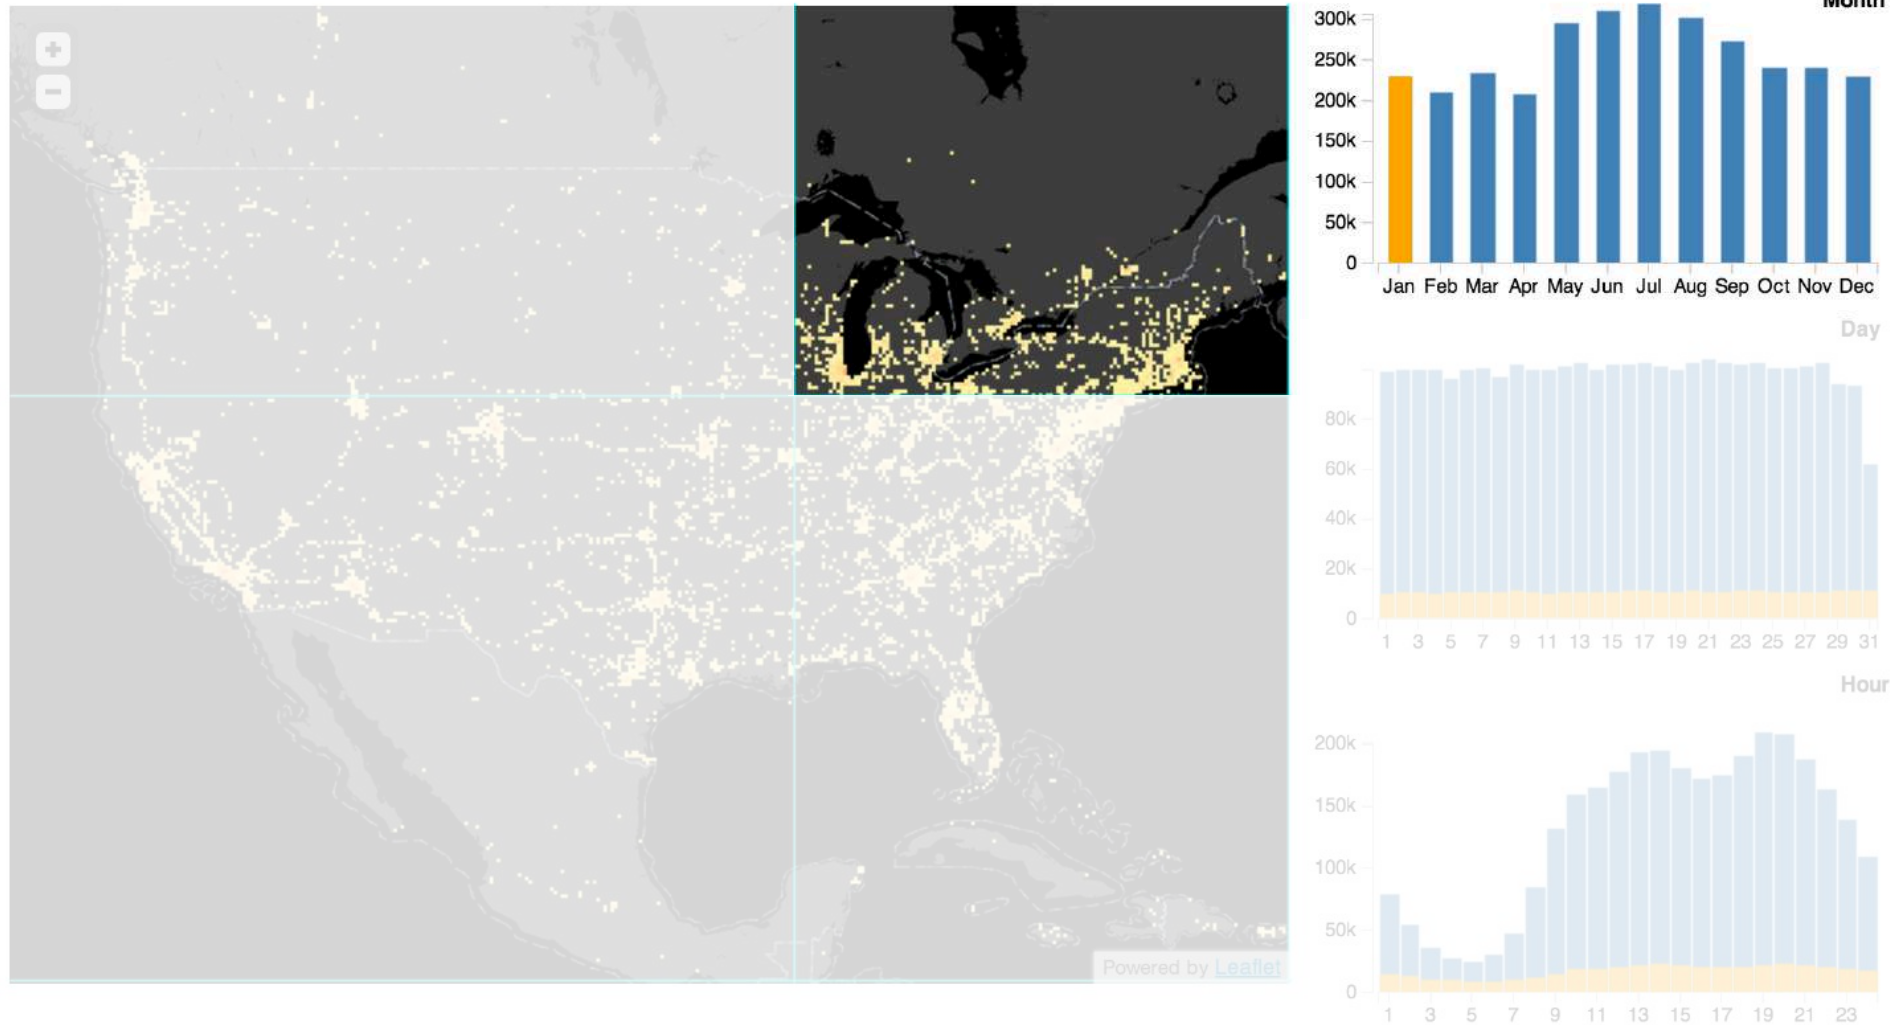 +
−
Powered by Leaflet
Month
300k
250k
200k
150k
100k
50k
0
Jan Feb Mar Apr May Jun Jul Aug Sep Oct Nov Dec
Day
80k
60k
40k
20k
0
1 3 5 7 9 11 13 15 17 19 21 23 25 27 29 31
Hour
200k
150k
100k
50k
0
1 3 5 7 9 11 13 15 17 19 21 23